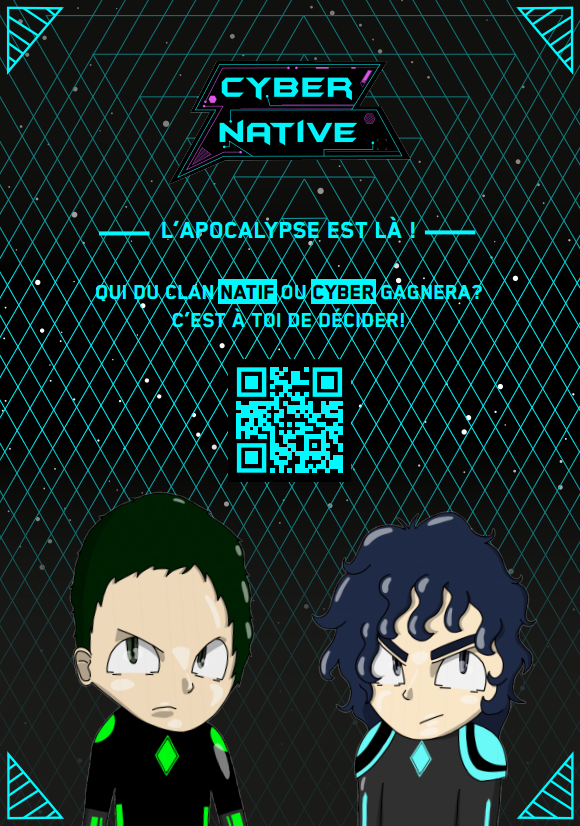 CYBER
NATIVE
L'APOCALYPSE EST LÀ !
QUI DU CLAN NATIF OU CYBER GAGNERA?
C'EST À TOI DE DÉCIDER!